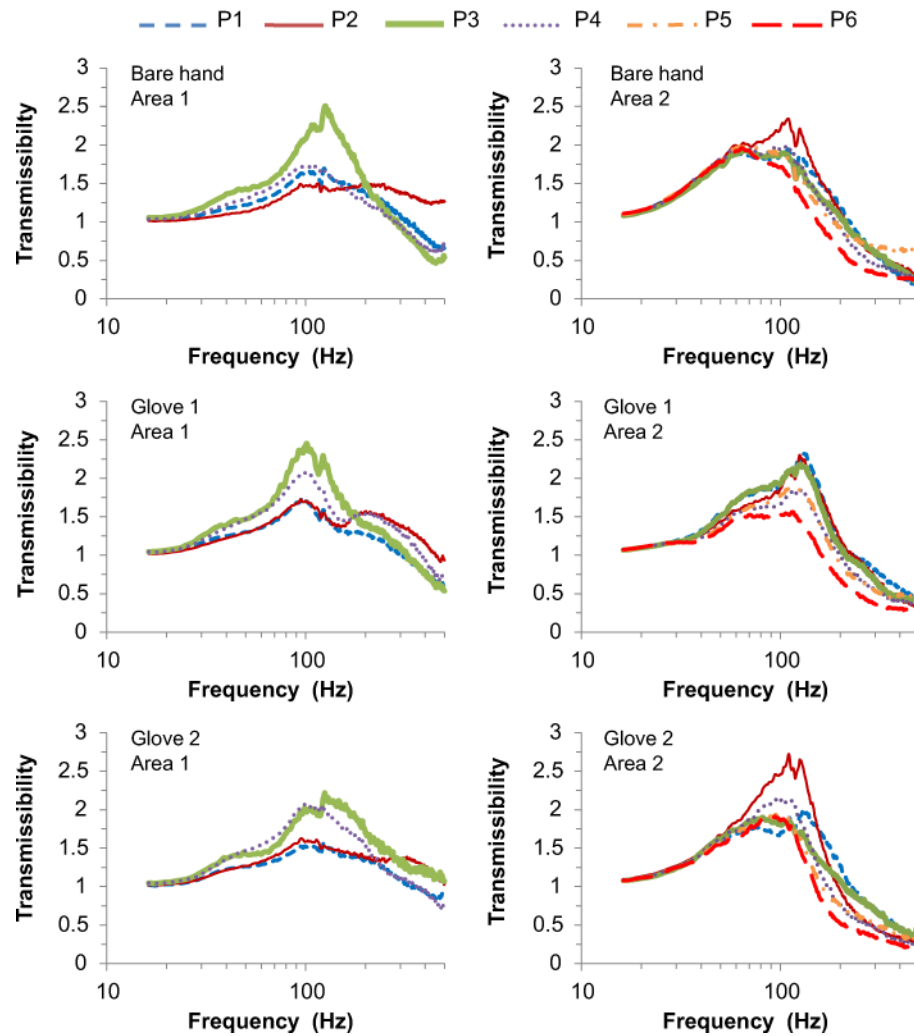 P1 P2 P3 P4 P5 P6
Bare hand
Area 1
Transmissibilty
3
2.5
2
1.5
1
0.5
0
10 100
Frequency (Hz)
Bare hand
Area 2
Transmissibilty
3
2.5
2
1.5
1
0.5
0
10 100
Frequency (Hz)
Glove 1
Area 1
Transmissibility
3
2.5
2
1.5
1
0.5
0
10 100
Frequency (Hz)
Glove 1
Area 2
Transmissibility
3
2.5
2
1.5
1
0.5
0
10 100
Frequency (Hz)
Glove 2
Area 1
Transmissibility
3
2.5
2
1.5
1
0.5
0
10 100
Frequency (Hz)
Glove 2
Area 2
Transmissibility
3
2.5
2
1.5
1
0.5
0
10 100
Frequency (Hz)